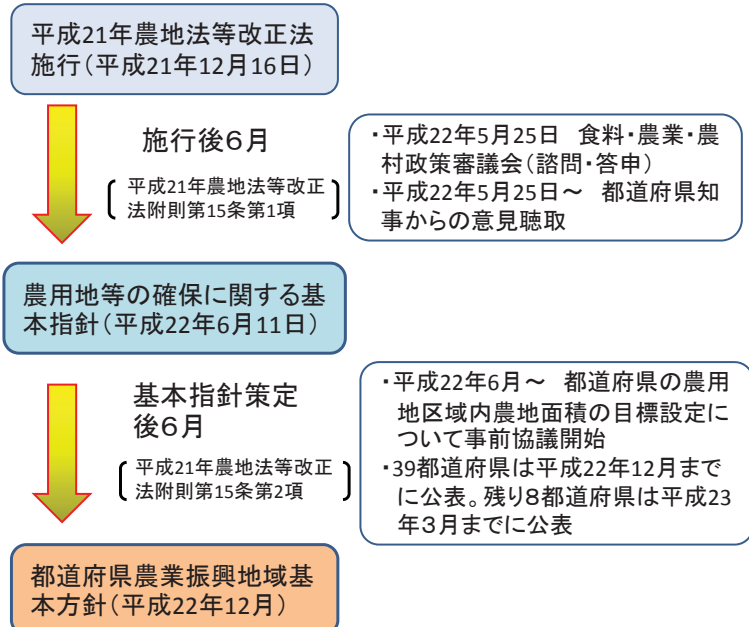 平成21年農地法等改正法
施行(平成21年12月16日)
施行後6月
平成21年農地法等改正
法附則第15条第1項
・平成22年5月25日　食料・農業・農
村政策審議会(諮問・答申)
・平成22年5月25日～　都道府県知
事からの意見聴取
農用地等の確保に関する基
本指針(平成22年6月11日)
基本指針策定
後6月
平成21年農地法等改正
法附則第15条第2項
・平成22年6月～　都道府県の農用
地区域内農地面積の目標設定に
ついて事前協議開始
・39都道府県は平成22年12月まで
に公表。残り８都道府県は平成23
年３月までに公表
都道府県農業振興地域基
本方針(平成22年12月)